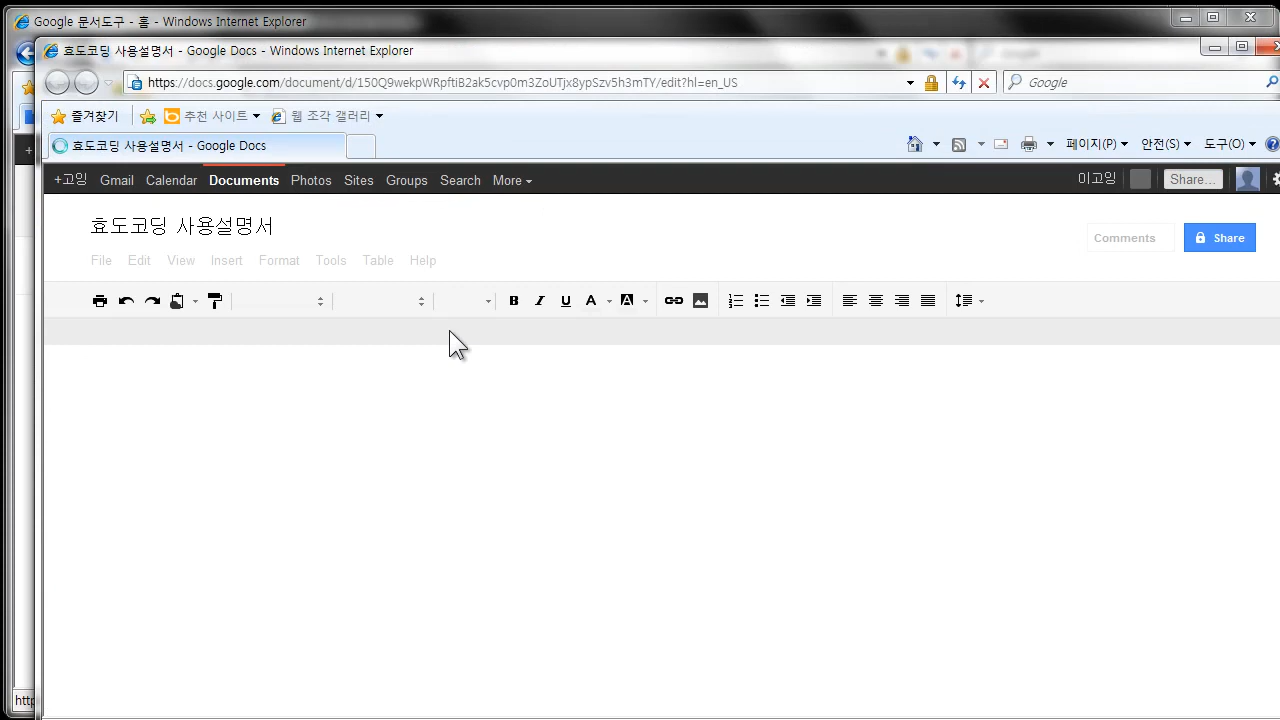 Google 문서도구 - 홈 - Windows Internet Explorer
효도코딩 사용설명서 - Google Docs - Windows Internet Explorer
https://docs.google.com/document/d/150Q9wekpWRpftiB2ak5cvp0m3ZoUTjx8ypSzv5h3mTY/edit?hl=en_US
Google
즐겨찾기 추천 사이트 웹 조각 갤러리
효도코딩 사용설명서 - Google Docs
페이지(P) 안전(S) 도구(O)
+고잉 Gmail Calendar Documents Photos Sites Groups Search More
이고잉 Share...
효도코딩 사용설명서
Comments Share
File Edit View Insert Format Tools Table Help
B I U A A
http